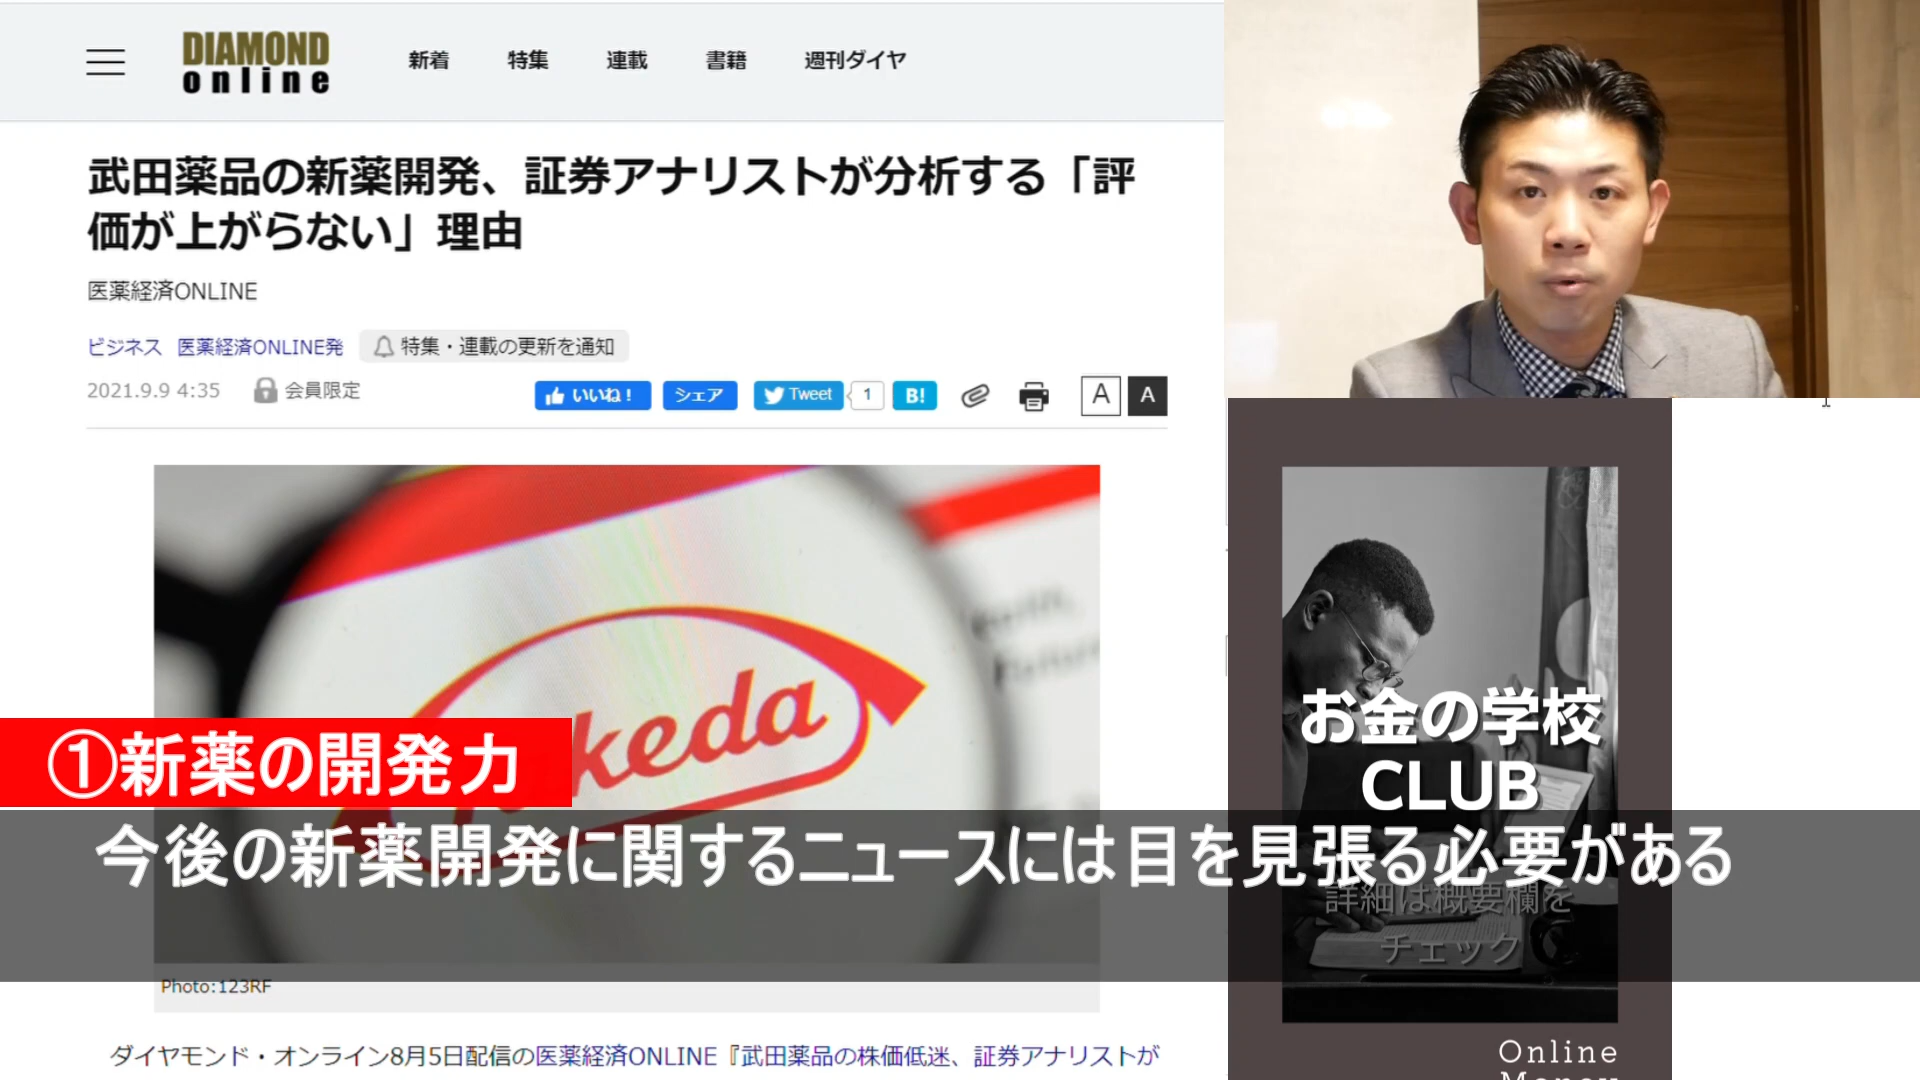 DIAMOND
online
新着 特集 連載 書籍 週刊ダイヤ
武田薬品の新薬開発、証券アナリストが分析する「評
価が上がらない」理由
医薬経済ONLINE
ビジネス 医薬経済ONLINE発 特集・連載の更新を通知
2021.9.9 4:35 会員限定 いいね! シェア Tweet 1 B! A A
keda
①新薬の開発力
今後の新薬開発に関するニュースには目を見張る必要がある
Photo:123RF
ダイヤモンド・オンライン8月5日配信の医薬経済ONLINE『武田薬品の株価低迷、証券アナリストが
お金の学校
CLUB
詳細は概要欄を
チェック
Online
Money